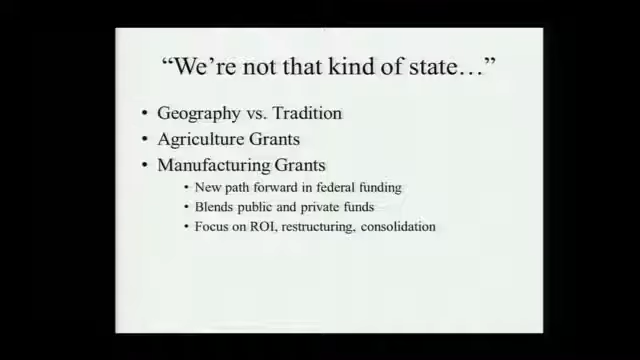 “We’re not that kind of state…”
• Geography vs. Tradition
• Agriculture Grants
• Manufacturing Grants
• New path forward in federal funding
• Blends public and private funds
• Focus on ROI, restructuring, consolidation